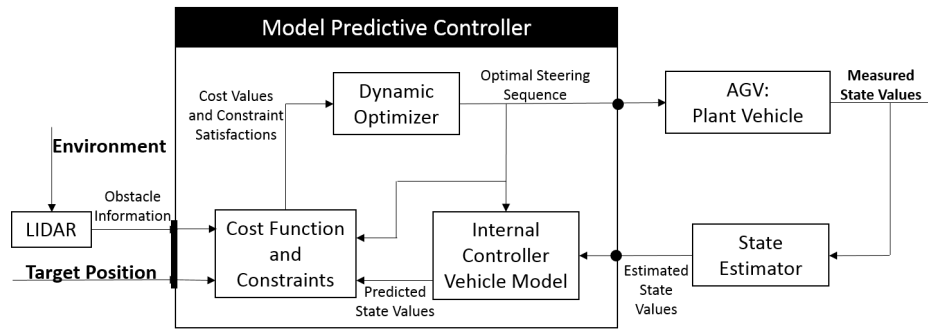 Model Predictive Controller
Cost Values
and Constraint
Satisfactions
Dynamic
Optimizer
Optimal Steering
Sequence
AGV:
Plant Vehicle
Measured
State Values
Environment
Obstacle
Information
LIDAR
Target Position
Cost Function
and
Constraints
Predicted
State Values
Internal
Controller
Vehicle Model
Estimated
State
Values
State
Estimator